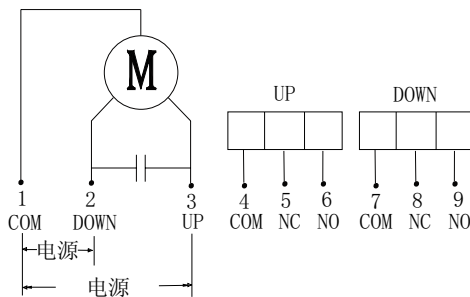 M
UP DOWN
1 2 3 4 5 6 7 8 9
COM DOWN UP COM NC NO COM NC NO
电源
电源